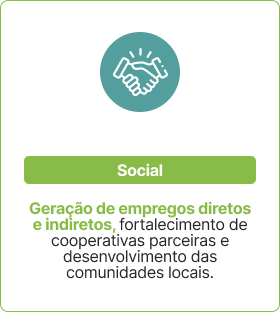 Social
Geração de empregos diretos
e indiretos, fortalecimento de
cooperativas parceiras e
desenvolvimento das
comunidades locais.